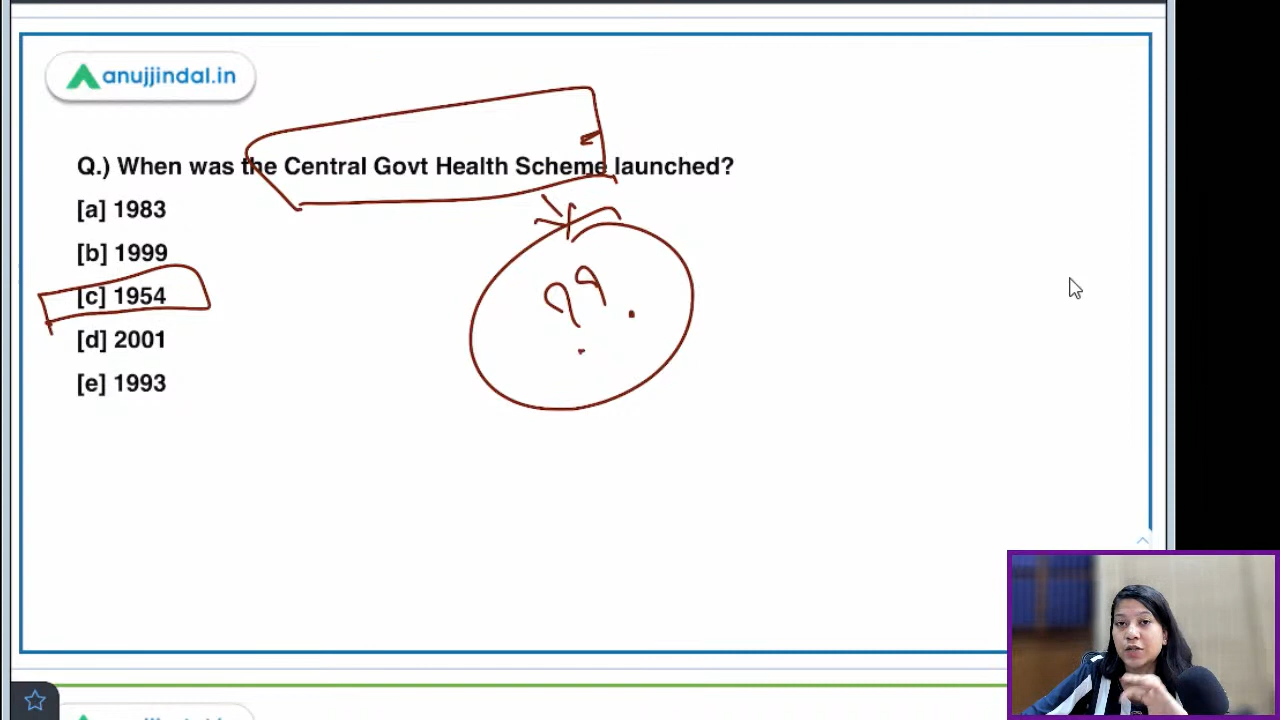 anujjindal.in
Q.) When was the Central Govt Health Scheme launched?
[a] 1983
[b] 1999
[c] 1954
[d] 2001
[e] 1993
??